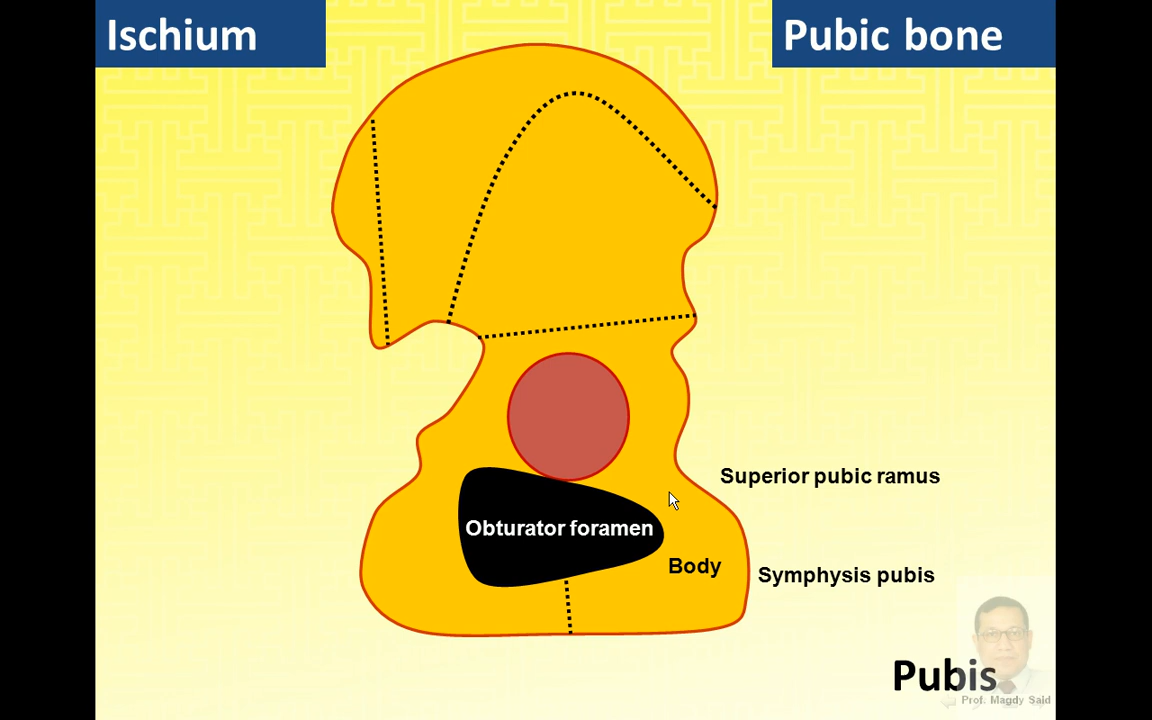 Ischium
Pubic bone
Superior pubic ramus
Obturator foramen
Body
Symphysis pubis
Pubis
Prof. Magdy Said